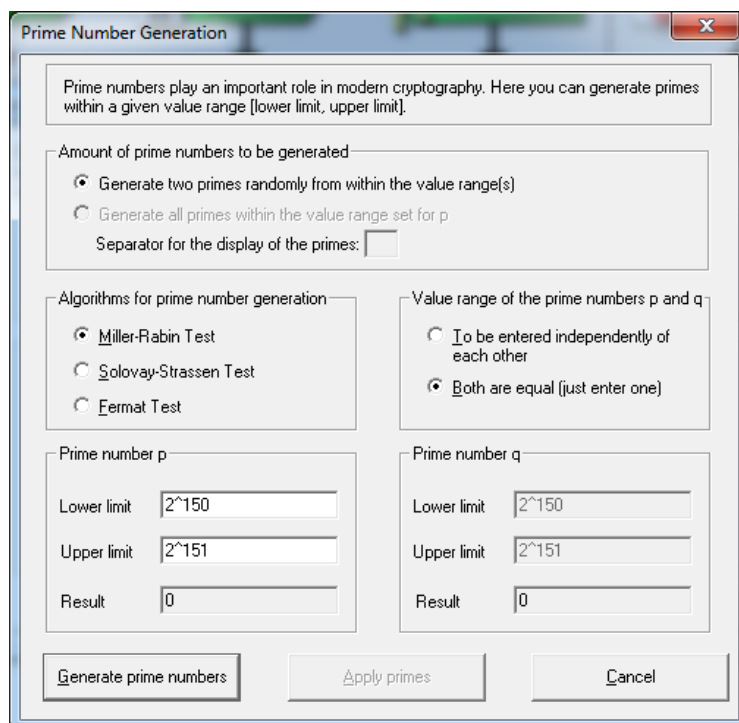 Prime Number Generation
Prime numbers play an important role in modern cryptography. Here you can generate primes
within a given value range [lower limit, upper limit].
Amount of prime numbers to be generated
Generate two primes randomly from within the value range(s)
Generate all primes within the value range set for p
Separator for the display of the primes:
Algorithms for prime number generation
Miller-Rabin Test
Solovay-Strassen Test
Fermat Test
Value range of the prime numbers p and q
To be entered independently of
each other
Both are equal (just enter one)
Prime number p
Lower limit 2^150
Upper limit 2^151
Result 0
Prime number q
Lower limit 2^150
Upper limit 2^151
Result 0
Generate prime numbers
Apply primes
Cancel